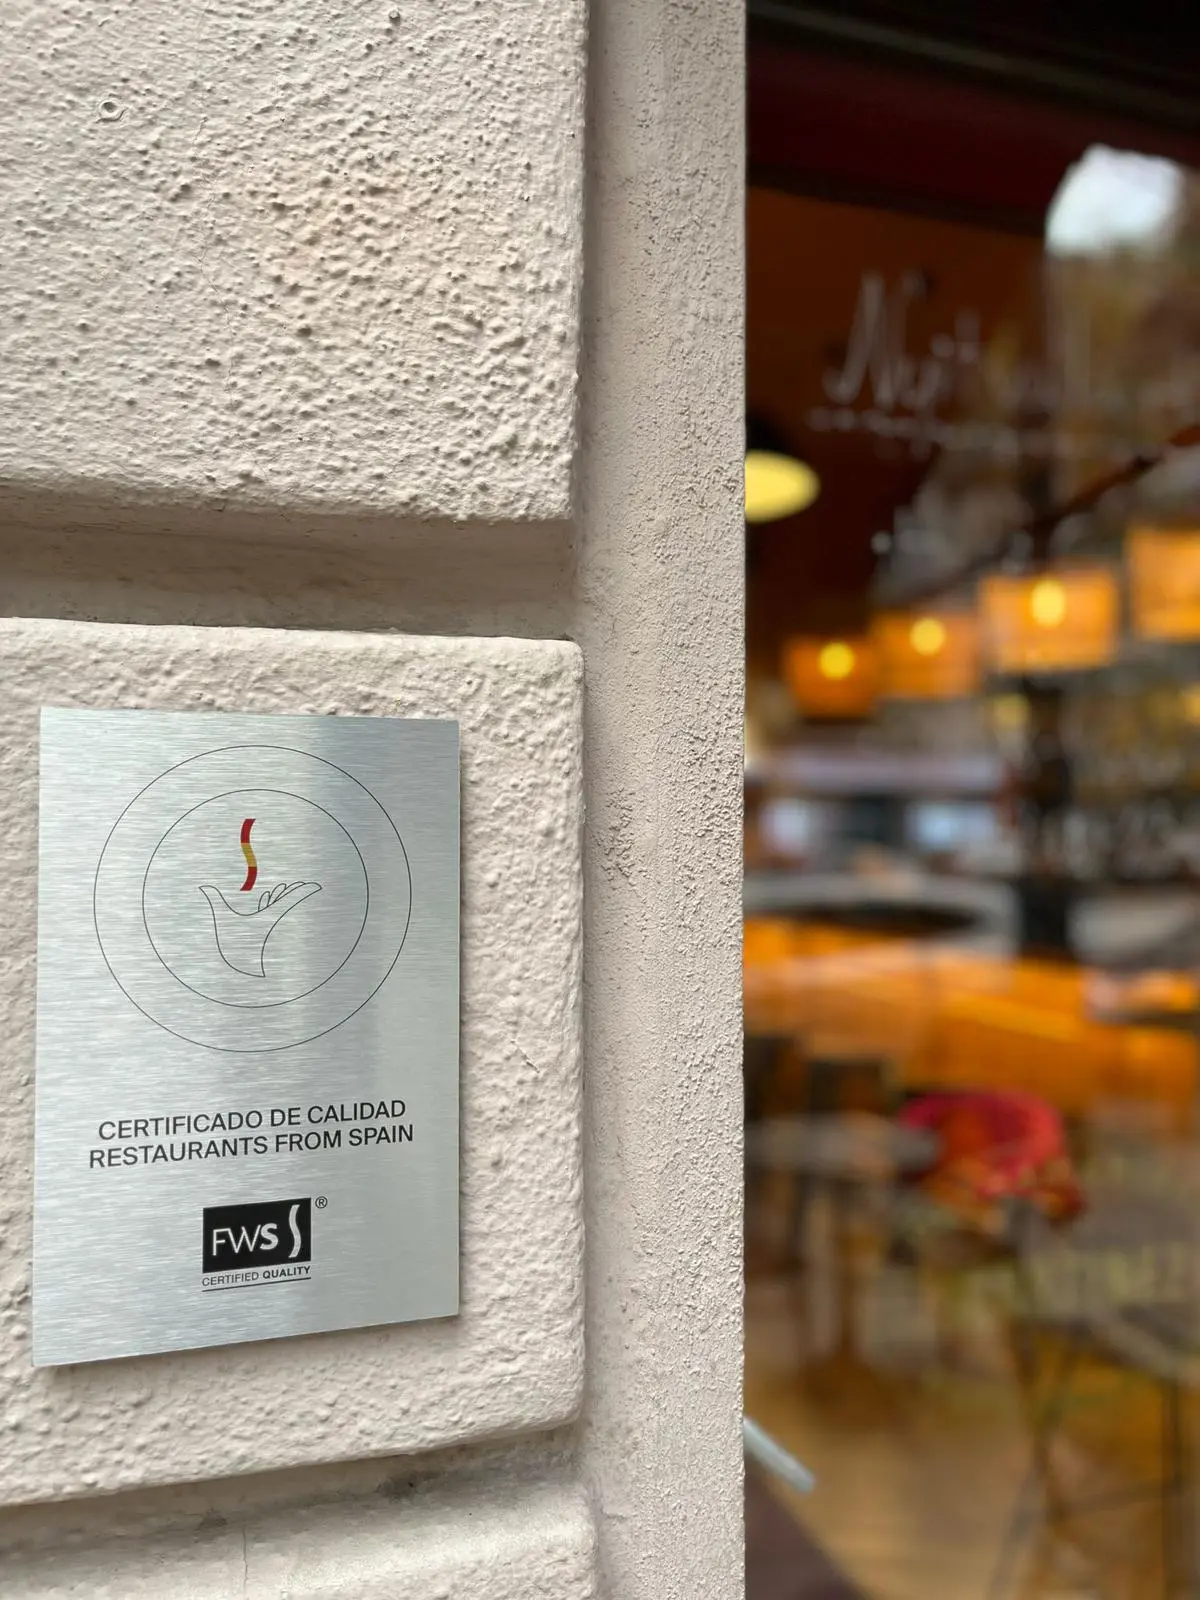 CERTIFICADO DE CALIDAD
RESTAURANTS FROM SPAIN
FWS ®
CERTIFIED QUALITY